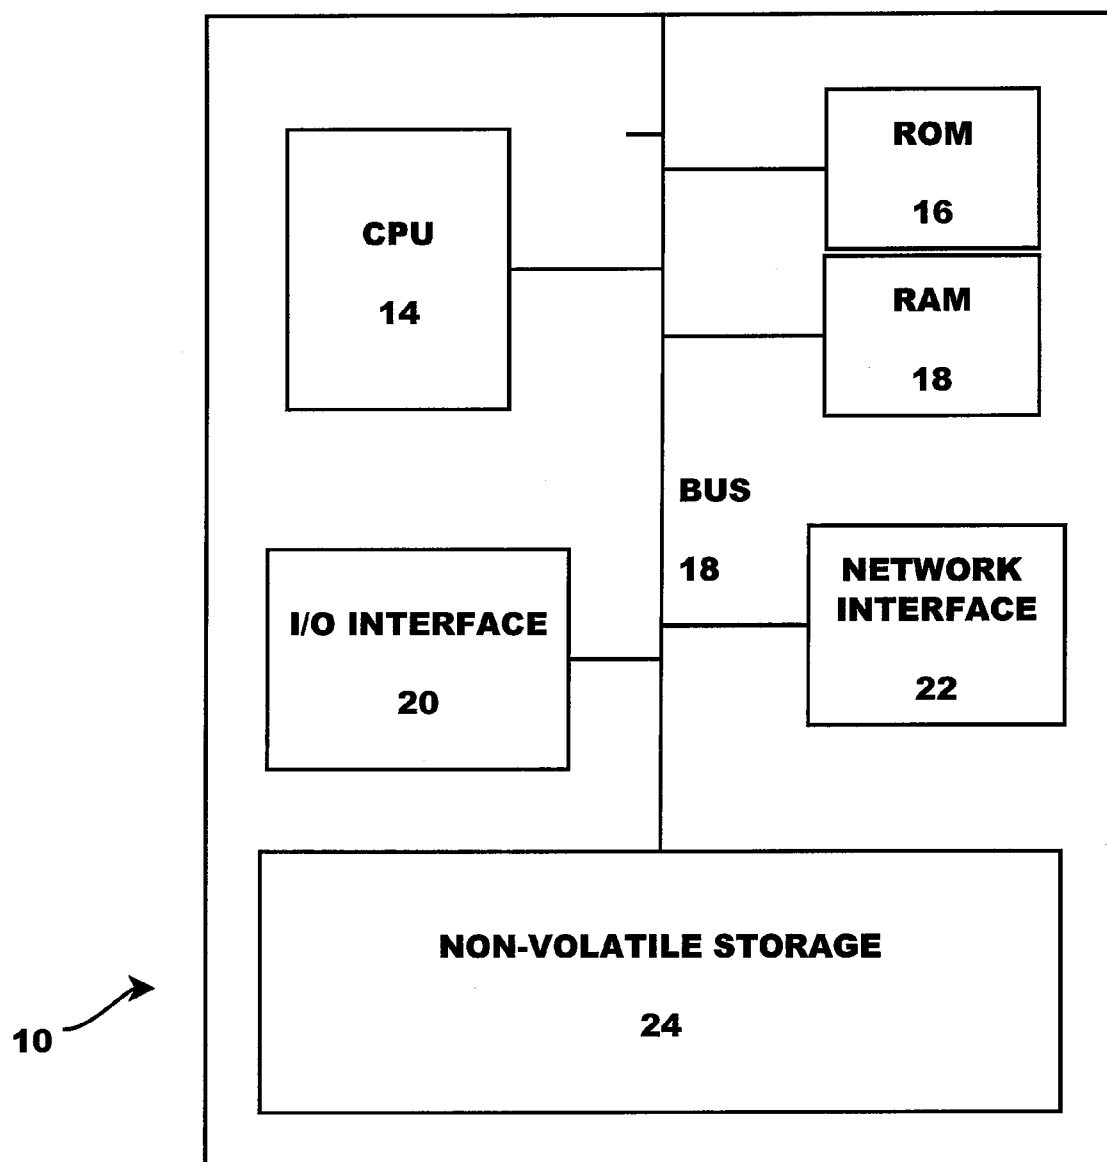 ROM
16
CPU
14
RAM
18
BUS
18
NETWORK
INTERFACE
22
I/O INTERFACE
20
NON-VOLATILE STORAGE
24
10